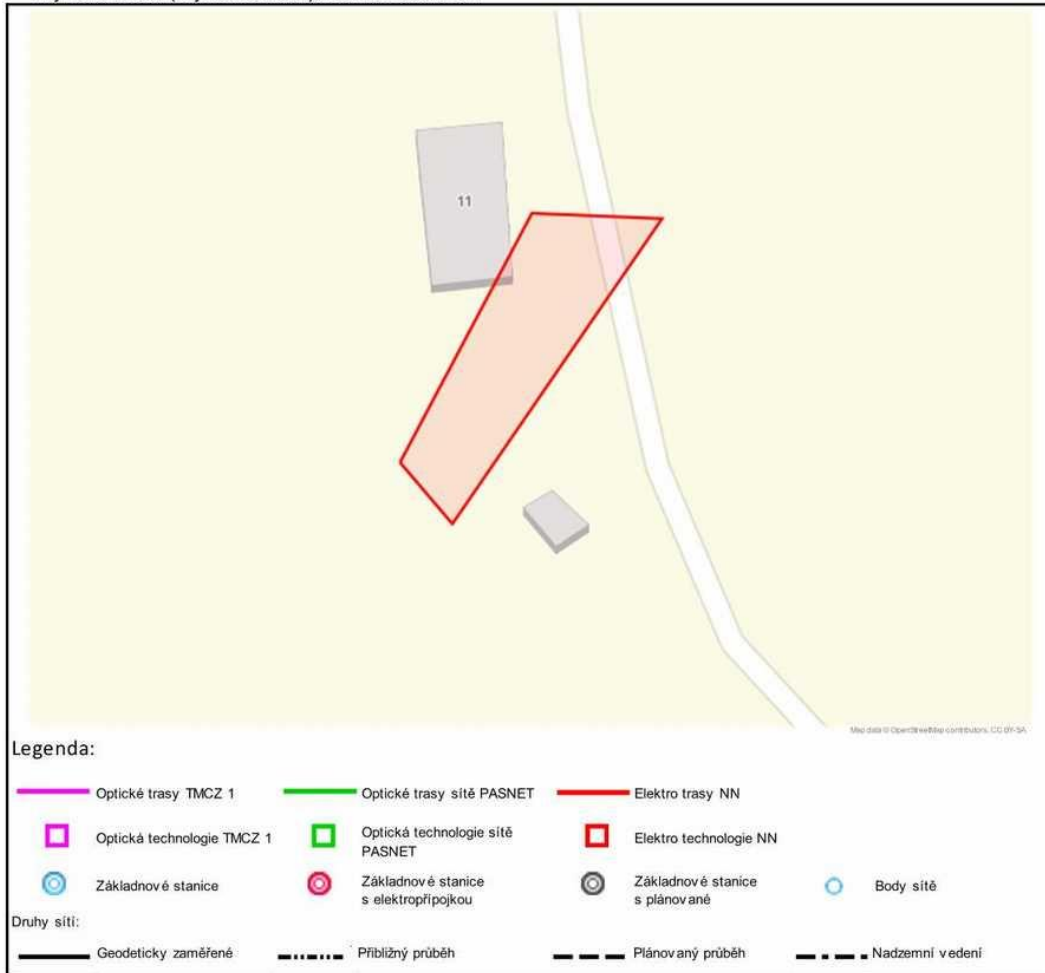 11
Map data © OpenStreetMap contributors, CC BY-SA
Legenda:
Optické trasy TMCZ 1
Optické trasy sítě PASNET
Elektro trasy NN
Optická technologie TMCZ 1
Optická technologie sítě
PASNET
Elektro technologie NN
Základnové stanice
Základnové stanice
s elektropřípojkou
Základnové stanice
s plánované
Body sítě
Druhy sítí:
Geodeticky zaměřené
Přibližný průběh
Plánovaný průběh
Nadzemní vedení